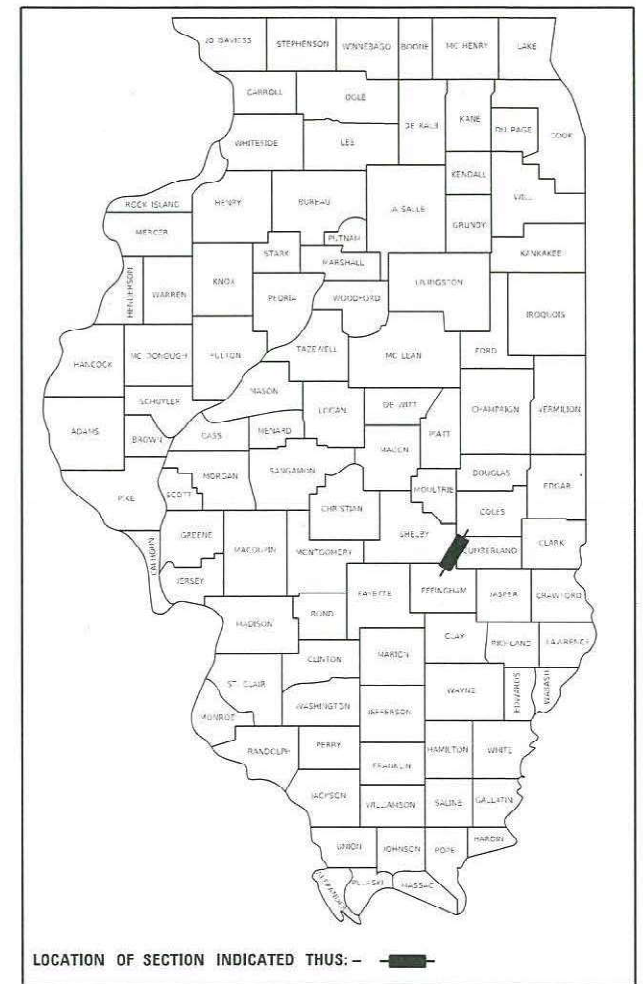 JO DAVIESS STEPHENSON WINNEBAGO BOONE MC HENRY LAKE
CARROLL OGLE DE KALB KANE DU PAGE COOK
WHITESIDE LEE
KENDALL
ROCK ISLAND HENRY BUREAU LA SALLE WILL
MERCER PUTNAM GRUNDY
STARK MARSHALL KANKAKEE
HENDERSON WARREN KNOX PEORIA WOODFORD LIVINGSTON
IROQUOIS
HANCOCK MC DONOUGH FULTON TAZEWELL MC LEAN FORD
MASON
SCHUYLER LOGAN DE WITT CHAMPAIGN VERMILION
ADAMS BROWN CASS MENARD MACON PIATT
PIKE SCOTT MORGAN SANGAMON MOULTRIE DOUGLAS EDGAR
CHRISTIAN COLES
CALHOUN GREENE MACOUPIN MONTGOMERY SHELBY CUMBERLAND CLARK
JERSEY FAYETTE EFFINGHAM JASPER CRAWFORD
MADISON BOND
CLAY RICHLAND LAWRENCE
CLINTON MARION
ST. CLAIR WAYNE EDWARDS WABASH
MONROE WASHINGTON JEFFERSON
RANDOLPH PERRY HAMILTON WHITE
FRANKLIN
JACKSON WILLIAMSON SALINE GALLATIN
UNION JOHNSON POPE HARDIN
ALEXANDER PULASKI MASSAC
LOCATION OF SECTION INDICATED THUS: –